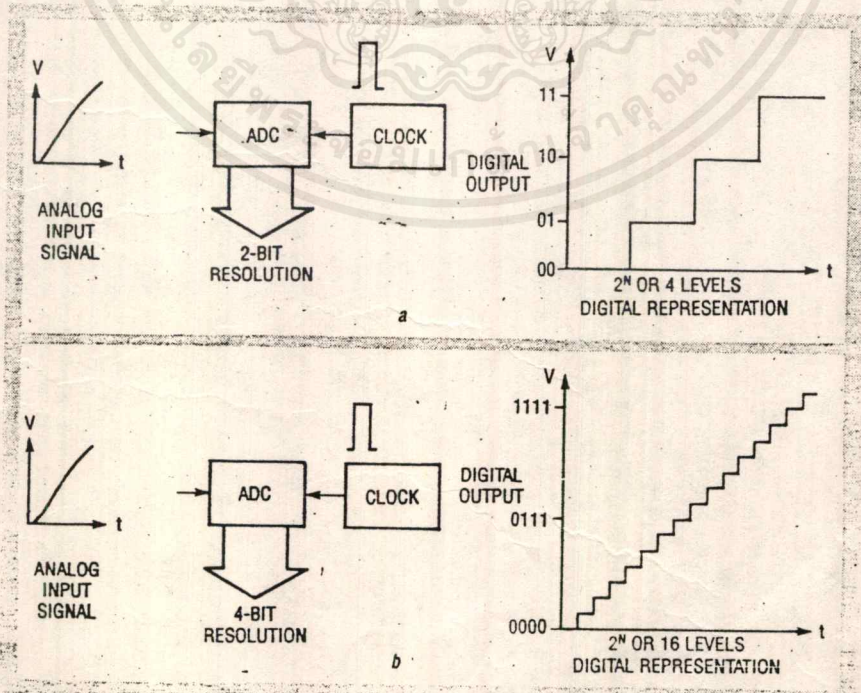 V
t
ANALOG
INPUT
SIGNAL
ADC
CLOCK
2-BIT
RESOLUTION
a
V
DIGITAL
OUTPUT
11
10
01
00
t
2ᴺ OR 4 LEVELS
DIGITAL REPRESENTATION
V
t
ANALOG
INPUT
SIGNAL
ADC
CLOCK
4-BIT
RESOLUTION
b
V
DIGITAL
OUTPUT
1111
0111
0000
t
2ᴺ OR 16 LEVELS
DIGITAL REPRESENTATION